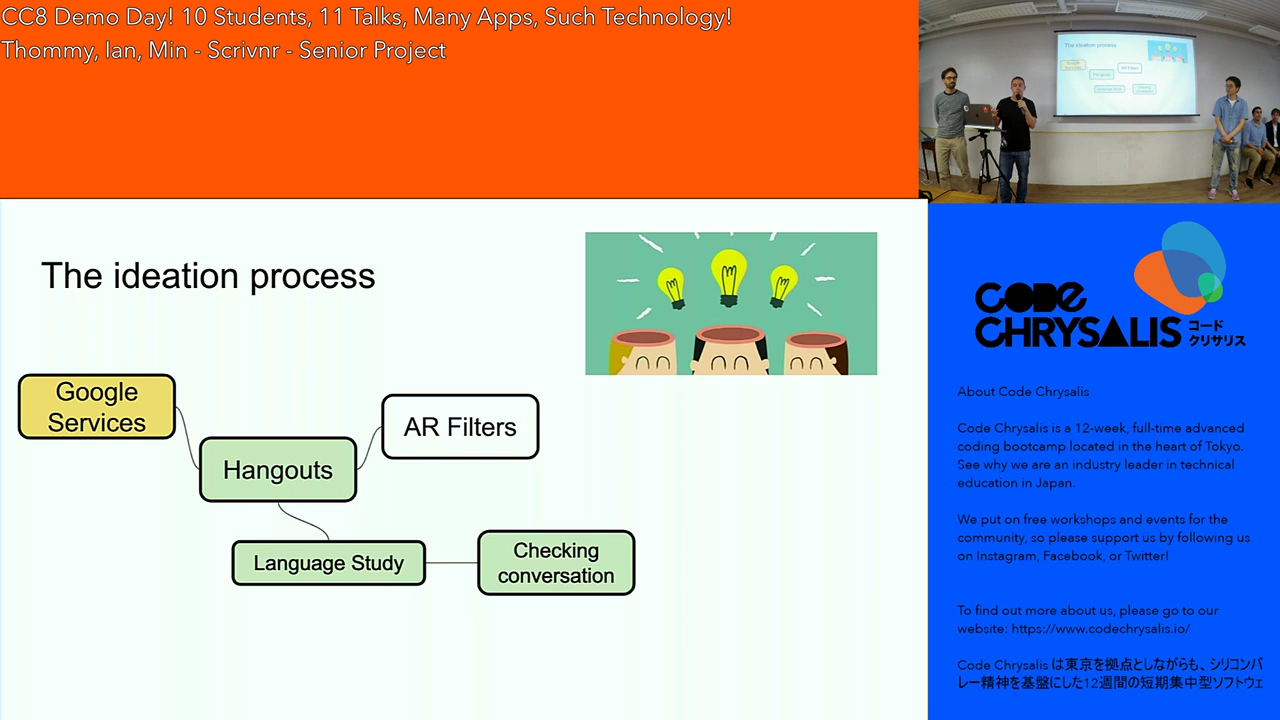 CC8 Demo Day! 10 Students, 11 Talks, Many Apps, Such Technology!
Thommy, Ian, Min - Scrivnr - Senior Project
The ideation process
AR Filters
The ideation process
Google
Services
AR Filters
Hangouts
Language Study
Checking
conversation
CODE
CHRYSALIS
コード
クリサリス
About Code Chrysalis
Code Chrysalis is a 12-week, full-time advanced
coding bootcamp located in the heart of Tokyo.
See why we are an industry leader in technical
education in Japan.
We put on free workshops and events for the
community, so please support us by following us
on Instagram, Facebook, or Twitter!
To find out more about us, please go to our
website: https://www.codechrysalis.io/
Code Chrysalis は東京を拠点としながらも、シリコンバ
レー精神を基盤にした12週間の短期集中型ソフトウェ